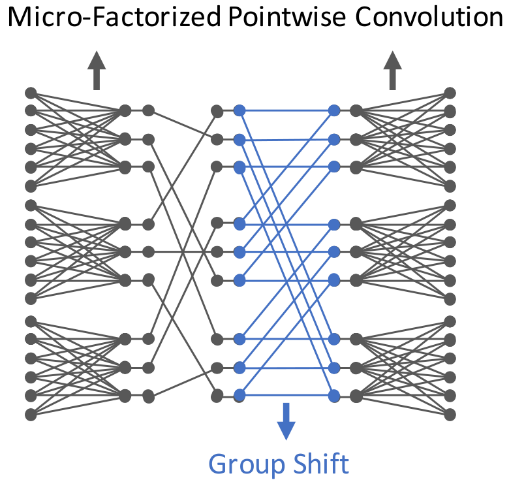 Micro-Factorized Pointwise Convolution
Group Shift